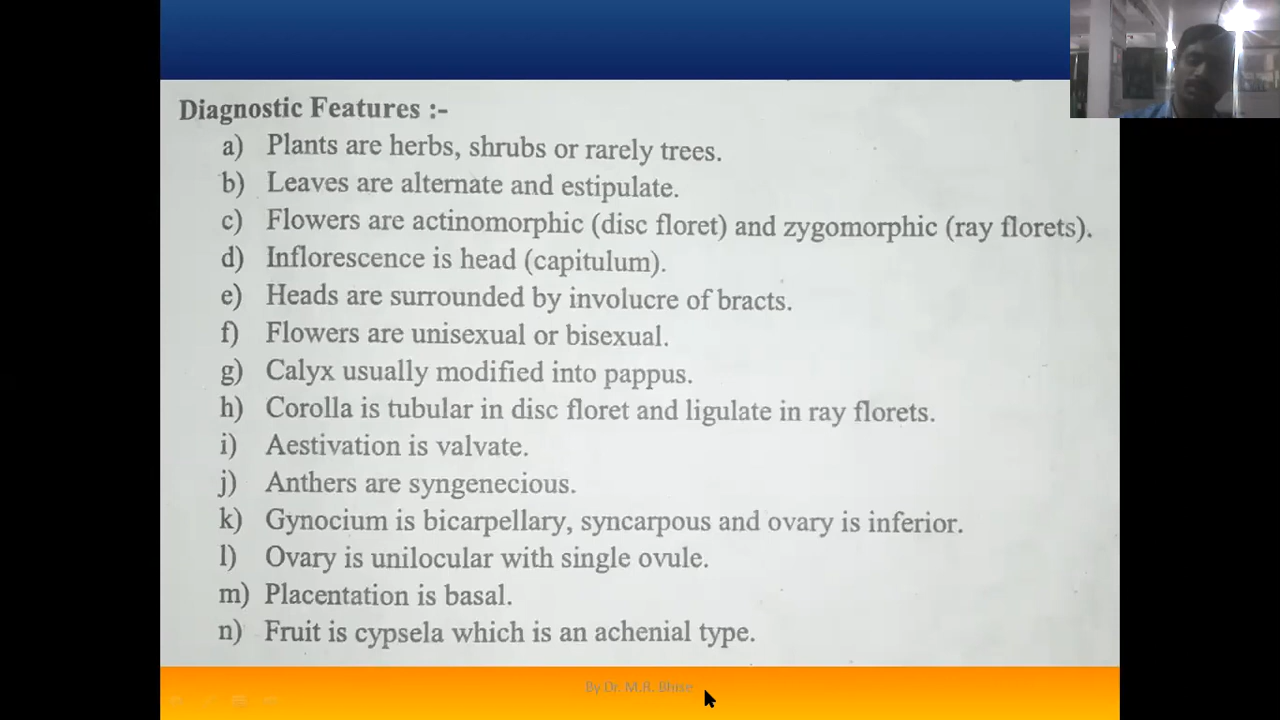 Diagnostic Features :-
a) Plants are herbs, shrubs or rarely trees.
b) Leaves are alternate and estipulate.
c) Flowers are actinomorphic (disc floret) and zygomorphic (ray florets).
d) Inflorescence is head (capitulum).
e) Heads are surrounded by involucre of bracts.
f) Flowers are unisexual or bisexual.
g) Calyx usually modified into pappus.
h) Corolla is tubular in disc floret and ligulate in ray florets.
i) Aestivation is valvate.
j) Anthers are syngenecious.
k) Gynocium is bicarpellary, syncarpous and ovary is inferior.
l) Ovary is unilocular with single ovule.
m) Placentation is basal.
n) Fruit is cypsela which is an achenial type.
By Dr. M.R. Bhise